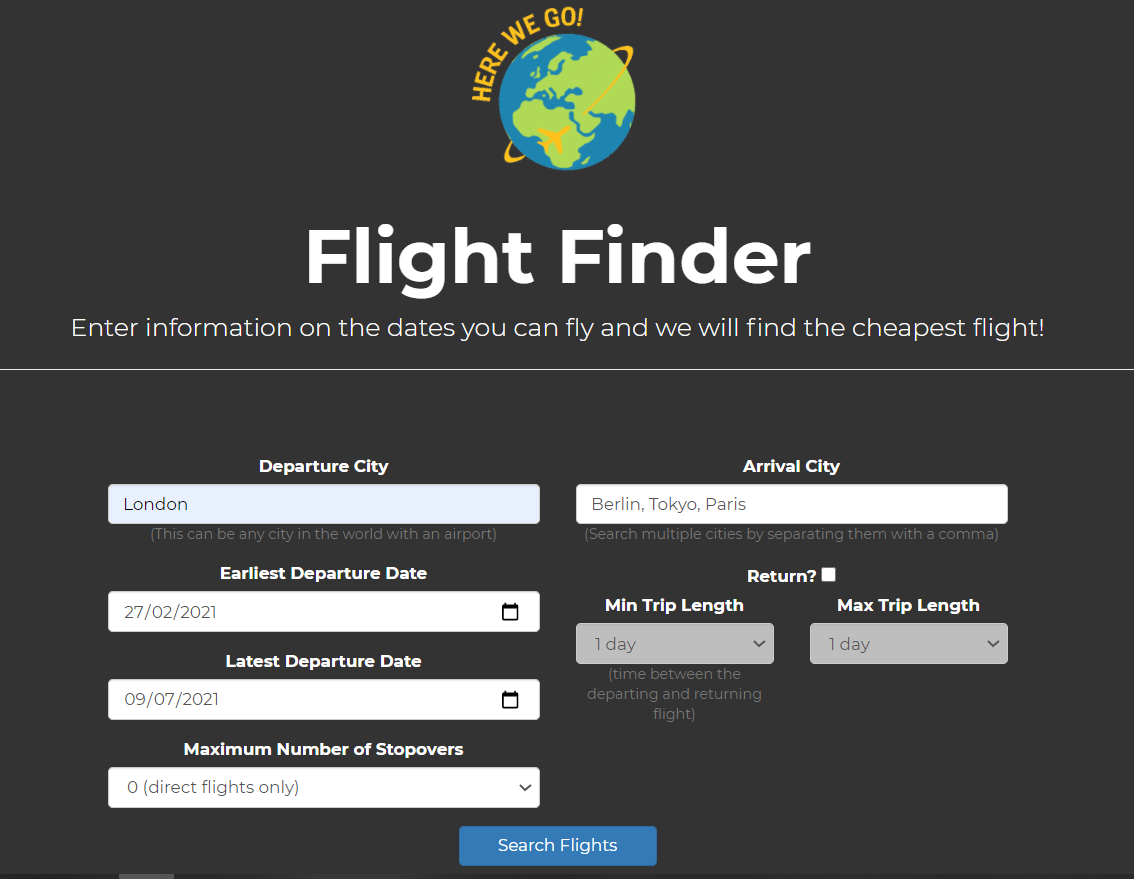 HERE WE GO!
Flight Finder
Enter information on the dates you can fly and we will find the cheapest flight!
Departure City
London
(This can be any city in the world with an airport)
Earliest Departure Date
27/02/2021
Latest Departure Date
09/07/2021
Maximum Number of Stopovers
0 (direct flights only)
Arrival City
Berlin, Tokyo, Paris
(Search multiple cities by separating them with a comma)
Return?
Min Trip Length
1 day
(time between the
departing and returning
flight)
Max Trip Length
1 day
Search Flights